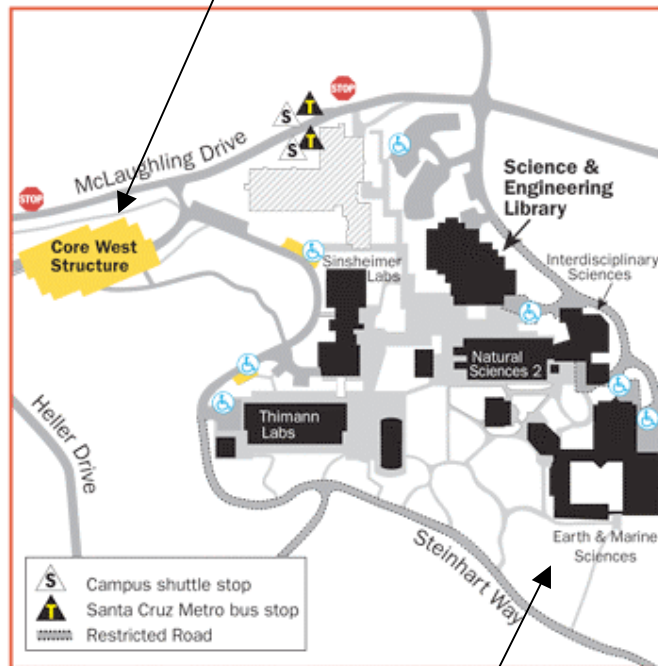 STOP
T
S
T
S
McLaughling Drive
STOP
Science &
Engineering
Library
Core West
Structure
Sinsheimer
Labs
Interdisciplinary
Sciences
Natural
Sciences 2
Heller Drive
Thimann
Labs
Steinhart Way
Earth & Marine
Sciences
S Campus shuttle stop
T Santa Cruz Metro bus stop
Restricted Road